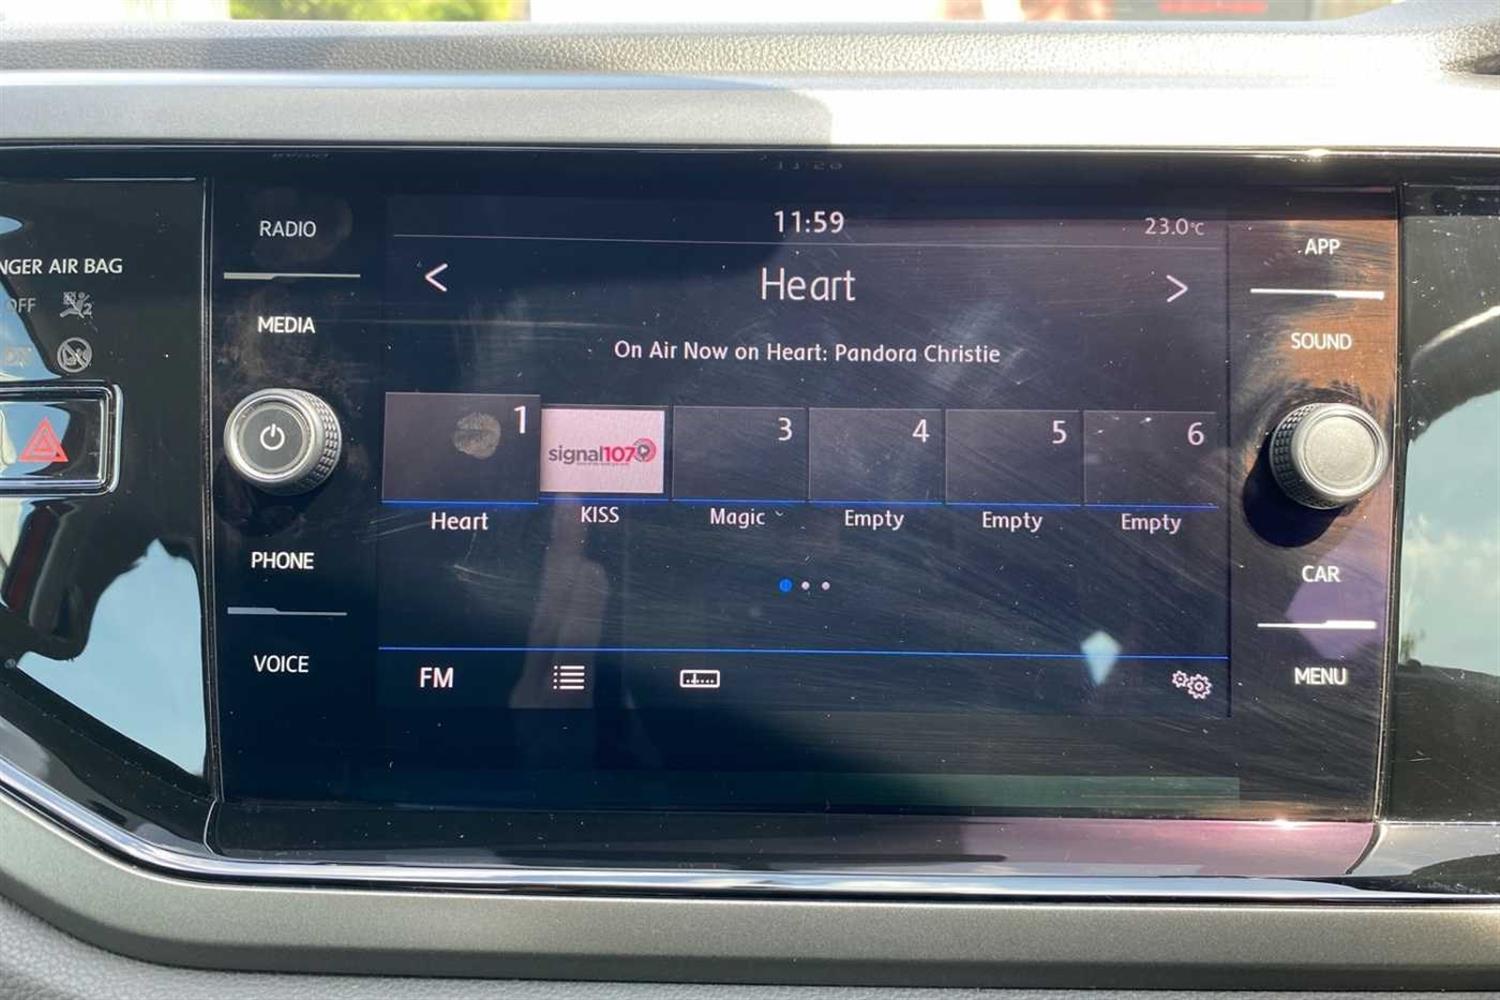 11:59
23.0°C
RADIO
MEDIA
PHONE
VOICE
NGER AIR BAG
OFF
Heart
On Air Now on Heart: Pandora Christie
1
signal107
3
4
5
6
Heart
KISS
Magic
Empty
Empty
Empty
FM
APP
SOUND
CAR
MENU